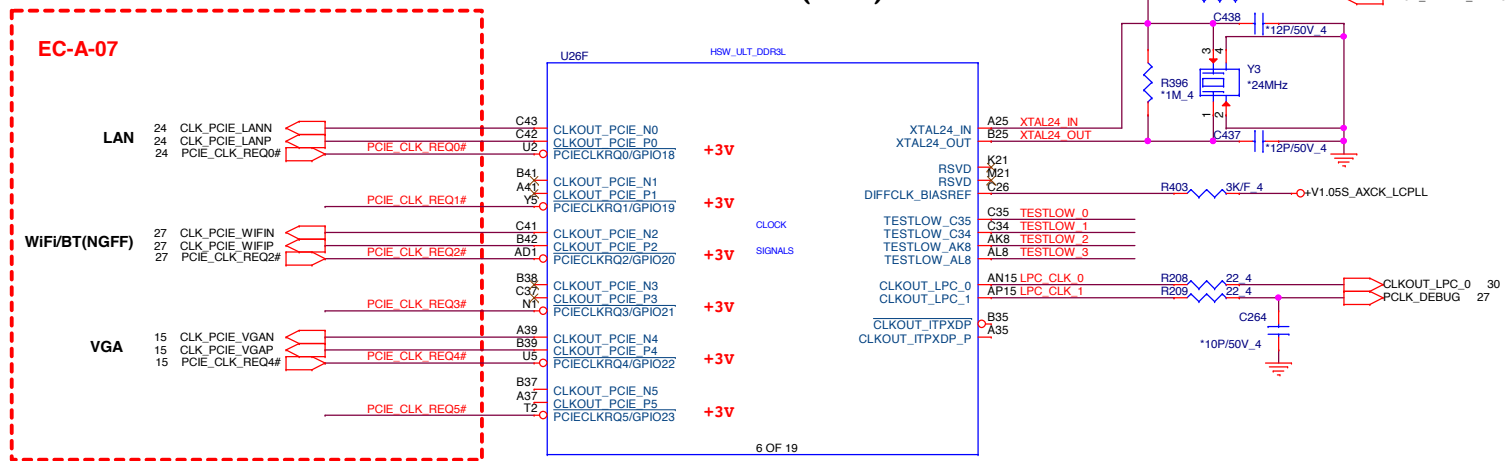 EC-A-07
U26F
HSW_ULT_DDR3L
LAN
24 CLK_PCIE_LANN
24 CLK_PCIE_LANP
24 PCIE_CLK_REQ0#
PCIE_CLK_REQ0#
C43 CLKOUT_PCIE_N0
C42 CLKOUT_PCIE_P0
U2 PCIECLKRQ0/GPIO18 +3V
B41 CLKOUT_PCIE_N1
A41 CLKOUT_PCIE_P1
PCIE_CLK_REQ1# Y5 PCIECLKRQ1/GPIO19 +3V
WiFi/BT(NGFF)
27 CLK_PCIE_WIFIN
27 CLK_PCIE_WIFIP
27 PCIE_CLK_REQ2#
PCIE_CLK_REQ2#
C41 CLKOUT_PCIE_N2
B42 CLKOUT_PCIE_P2
AD1 PCIECLKRQ2/GPIO20 +3V
B38 CLKOUT_PCIE_N3
C37 CLKOUT_PCIE_P3
PCIE_CLK_REQ3# N1 PCIECLKRQ3/GPIO21 +3V
VGA
15 CLK_PCIE_VGAN
15 CLK_PCIE_VGAP
15 PCIE_CLK_REQ4#
PCIE_CLK_REQ4#
A39 CLKOUT_PCIE_N4
B39 CLKOUT_PCIE_P4
U5 PCIECLKRQ4/GPIO22 +3V
B37 CLKOUT_PCIE_N5
A37 CLKOUT_PCIE_P5
PCIE_CLK_REQ5# T2 PCIECLKRQ5/GPIO23 +3V
CLOCK
SIGNALS
6 OF 19
XTAL24_IN A25 XTAL24_IN
XTAL24_OUT B25 XTAL24_OUT
RSVD K21
RSVD M21
DIFFCLK_BIASREF C26 R403 3K/F_4 +V1.05S_AXCK_LCPLL
TESTLOW_C35 C35 TESTLOW_0
TESTLOW_C34 C34 TESTLOW_1
TESTLOW_AK8 AK8 TESTLOW_2
TESTLOW_AL8 AL8 TESTLOW_3
CLKOUT_LPC_0 AN15 LPC_CLK_0 R208 22_4 CLKOUT_LPC_0 30
CLKOUT_LPC_1 AP15 LPC_CLK_1 R209 22_4 PCLK_DEBUG 27
CLKOUT_ITPXDP B35
CLKOUT_ITPXDP_P A35
C264
*10P/50V_4
C438
*12P/50V_4
3 4
Y3
*24MHz
R396
*1M_4
1 2
C437
*12P/50V_4